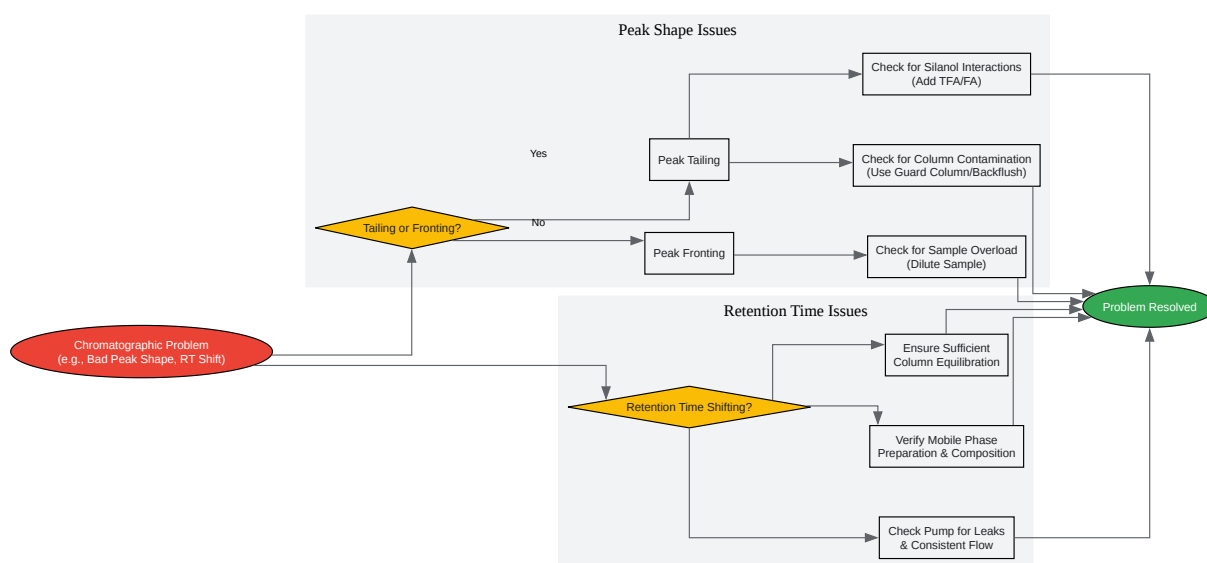 Peak Shape Issues
Check for Silanol Interactions
(Add TFA/FA)
Yes
Peak Tailing
Check for Column Contamination
(Use Guard Column/Backflush)
Tailing or Fronting?
No
Peak Fronting
Check for Sample Overload
(Dilute Sample)
Problem Resolved
Retention Time Issues
Chromatographic Problem
(e.g., Bad Peak Shape, RT Shift)
Ensure Sufficient
Column Equilibration
Retention Time Shifting?
Verify Mobile Phase
Preparation & Composition
Check Pump for Leaks
& Consistent Flow